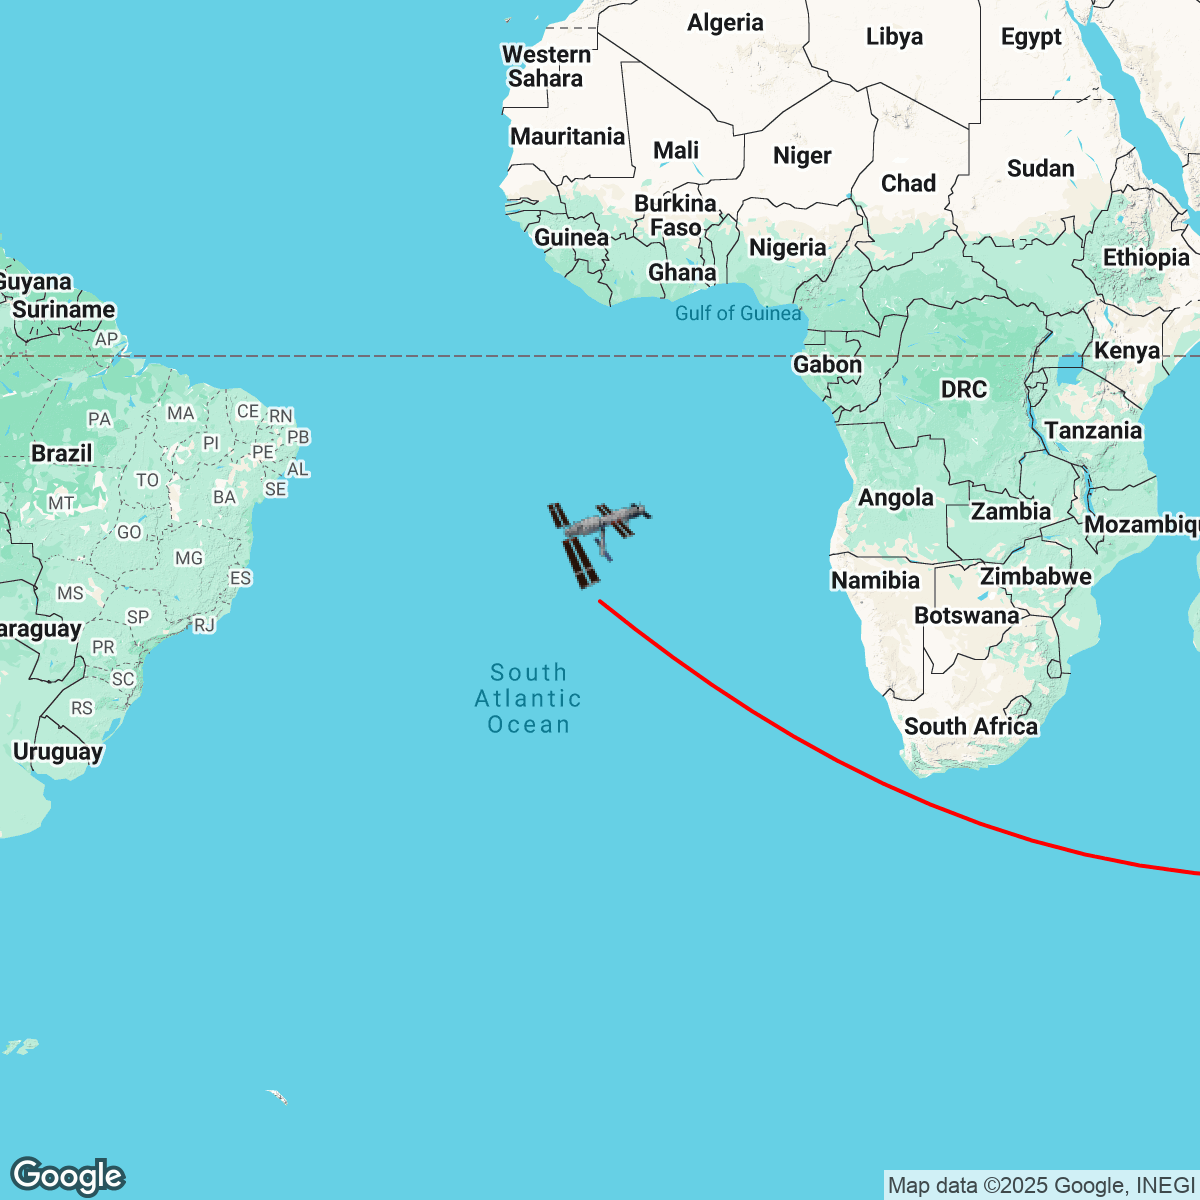 Algeria
Libya
Egypt
Western
Sahara
Mauritania
Mali
Niger
Chad
Sudan
Burkina
Faso
Guinea
Nigeria
Ethiopia
Ghana
Guyana
Suriname
Gulf of Guinea
AP
Gabon
Kenya
DRC
MA
CE
RN
PA
PI
PB
Tanzania
Brazil
PE
AL
TO
SE
MT
BA
Angola
Zambia
Mozambiqu
GO
MG
ES
Namibia
Zimbabwe
MS
SP
Botswana
araguay
RJ
PR
South
Atlantic
Ocean
SC
RS
South Africa
Uruguay
Google
Map data ©2025 Google, INEGI